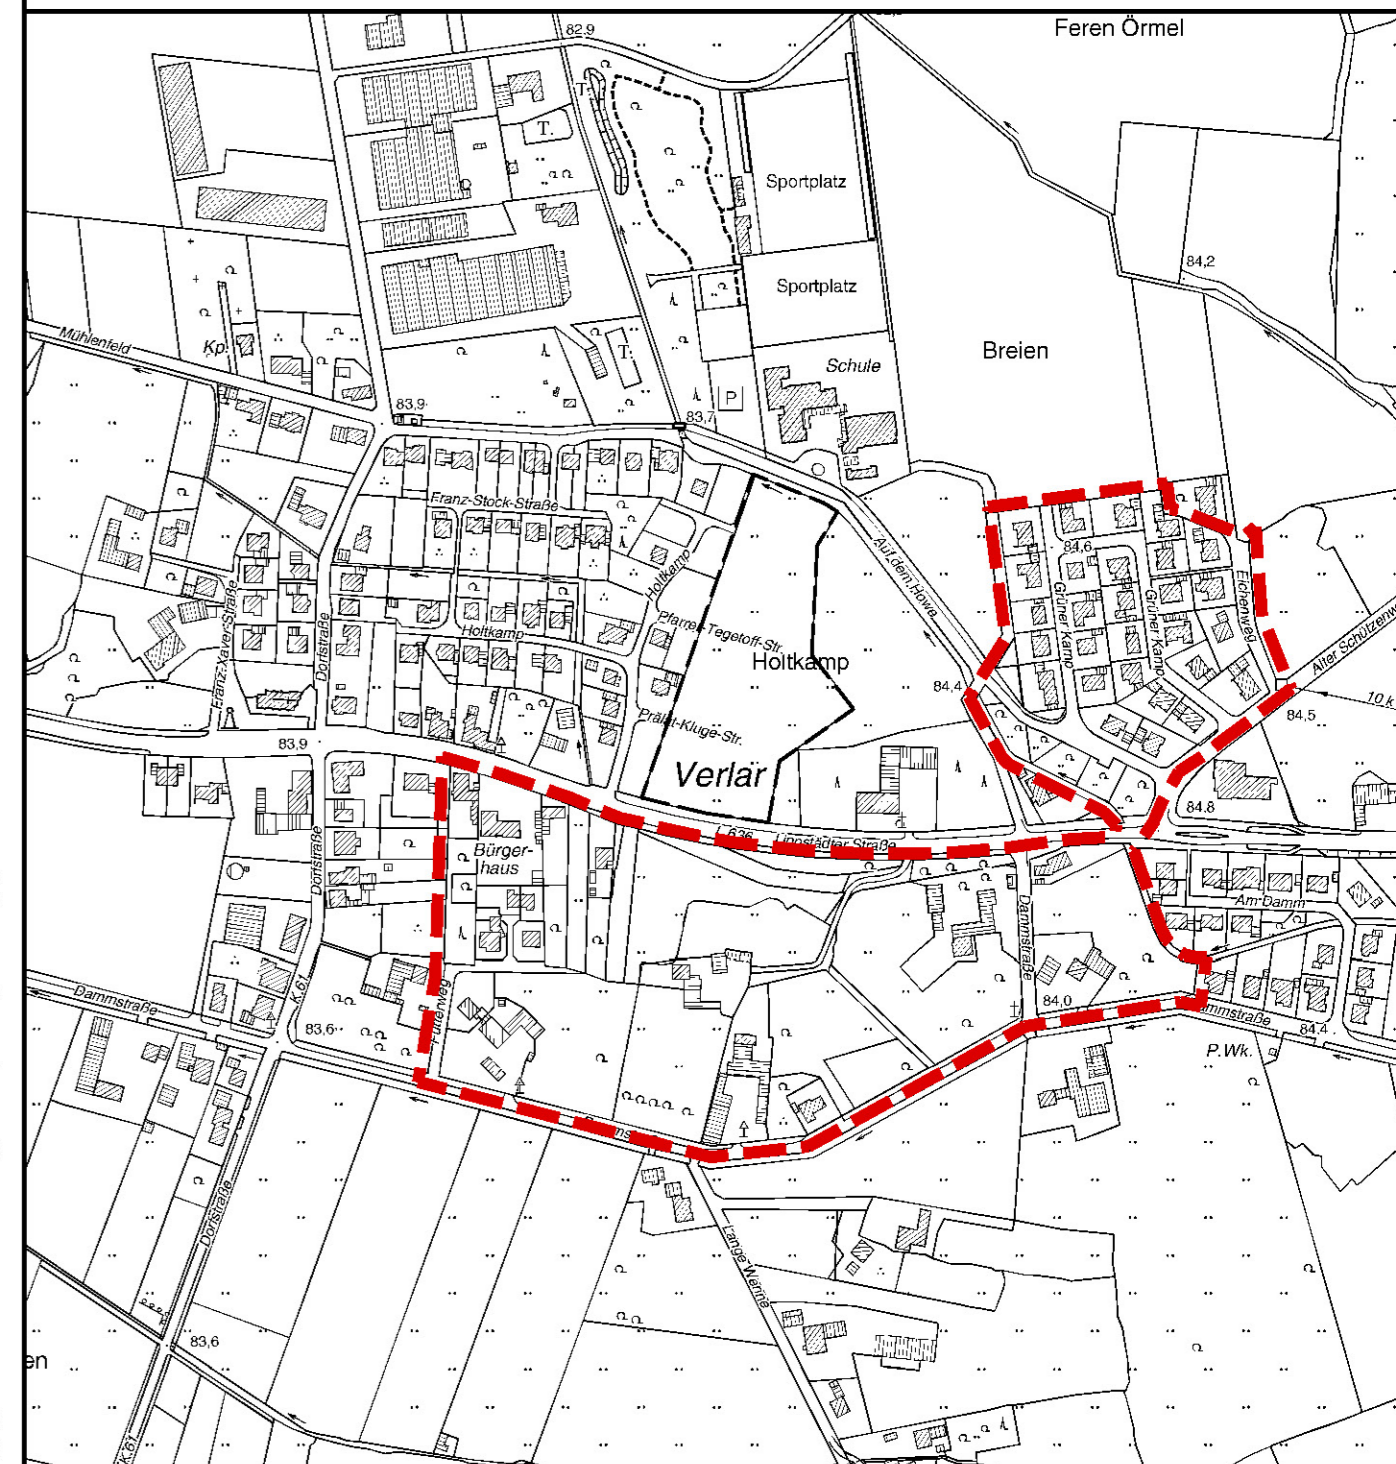 Feren Örmel
82.9
T.
T.
Sportplatz
84,2
Sportplatz
Mühlenfeld
Kp.
T.
Breien
Schule
P
83,9
83,7
Franz-Stock-Straße
Auf dem Howe
84,6
Holtkamp
Grüner Kamp
Grüner Kamp
Eichenweg
Franz-Xaver-Straße
Dorfstraße
Holtkamp
Pfarrer-Tegetoff-Str.
Holtkamp
Alter Schützenw
84,4
10 k
84,5
Prälat-Kluge-Str.
83,9
Verlar
84.8
L 636
Lippstädter Straße
Bürger-
haus
Dorfstraße
Am Damm
Dammstraße
K.61
Dammstraße
84,0
83,6
ammstraße
84.4
P.Wk.
Dorfstraße
Lange Wenne
83,6
en
K.61